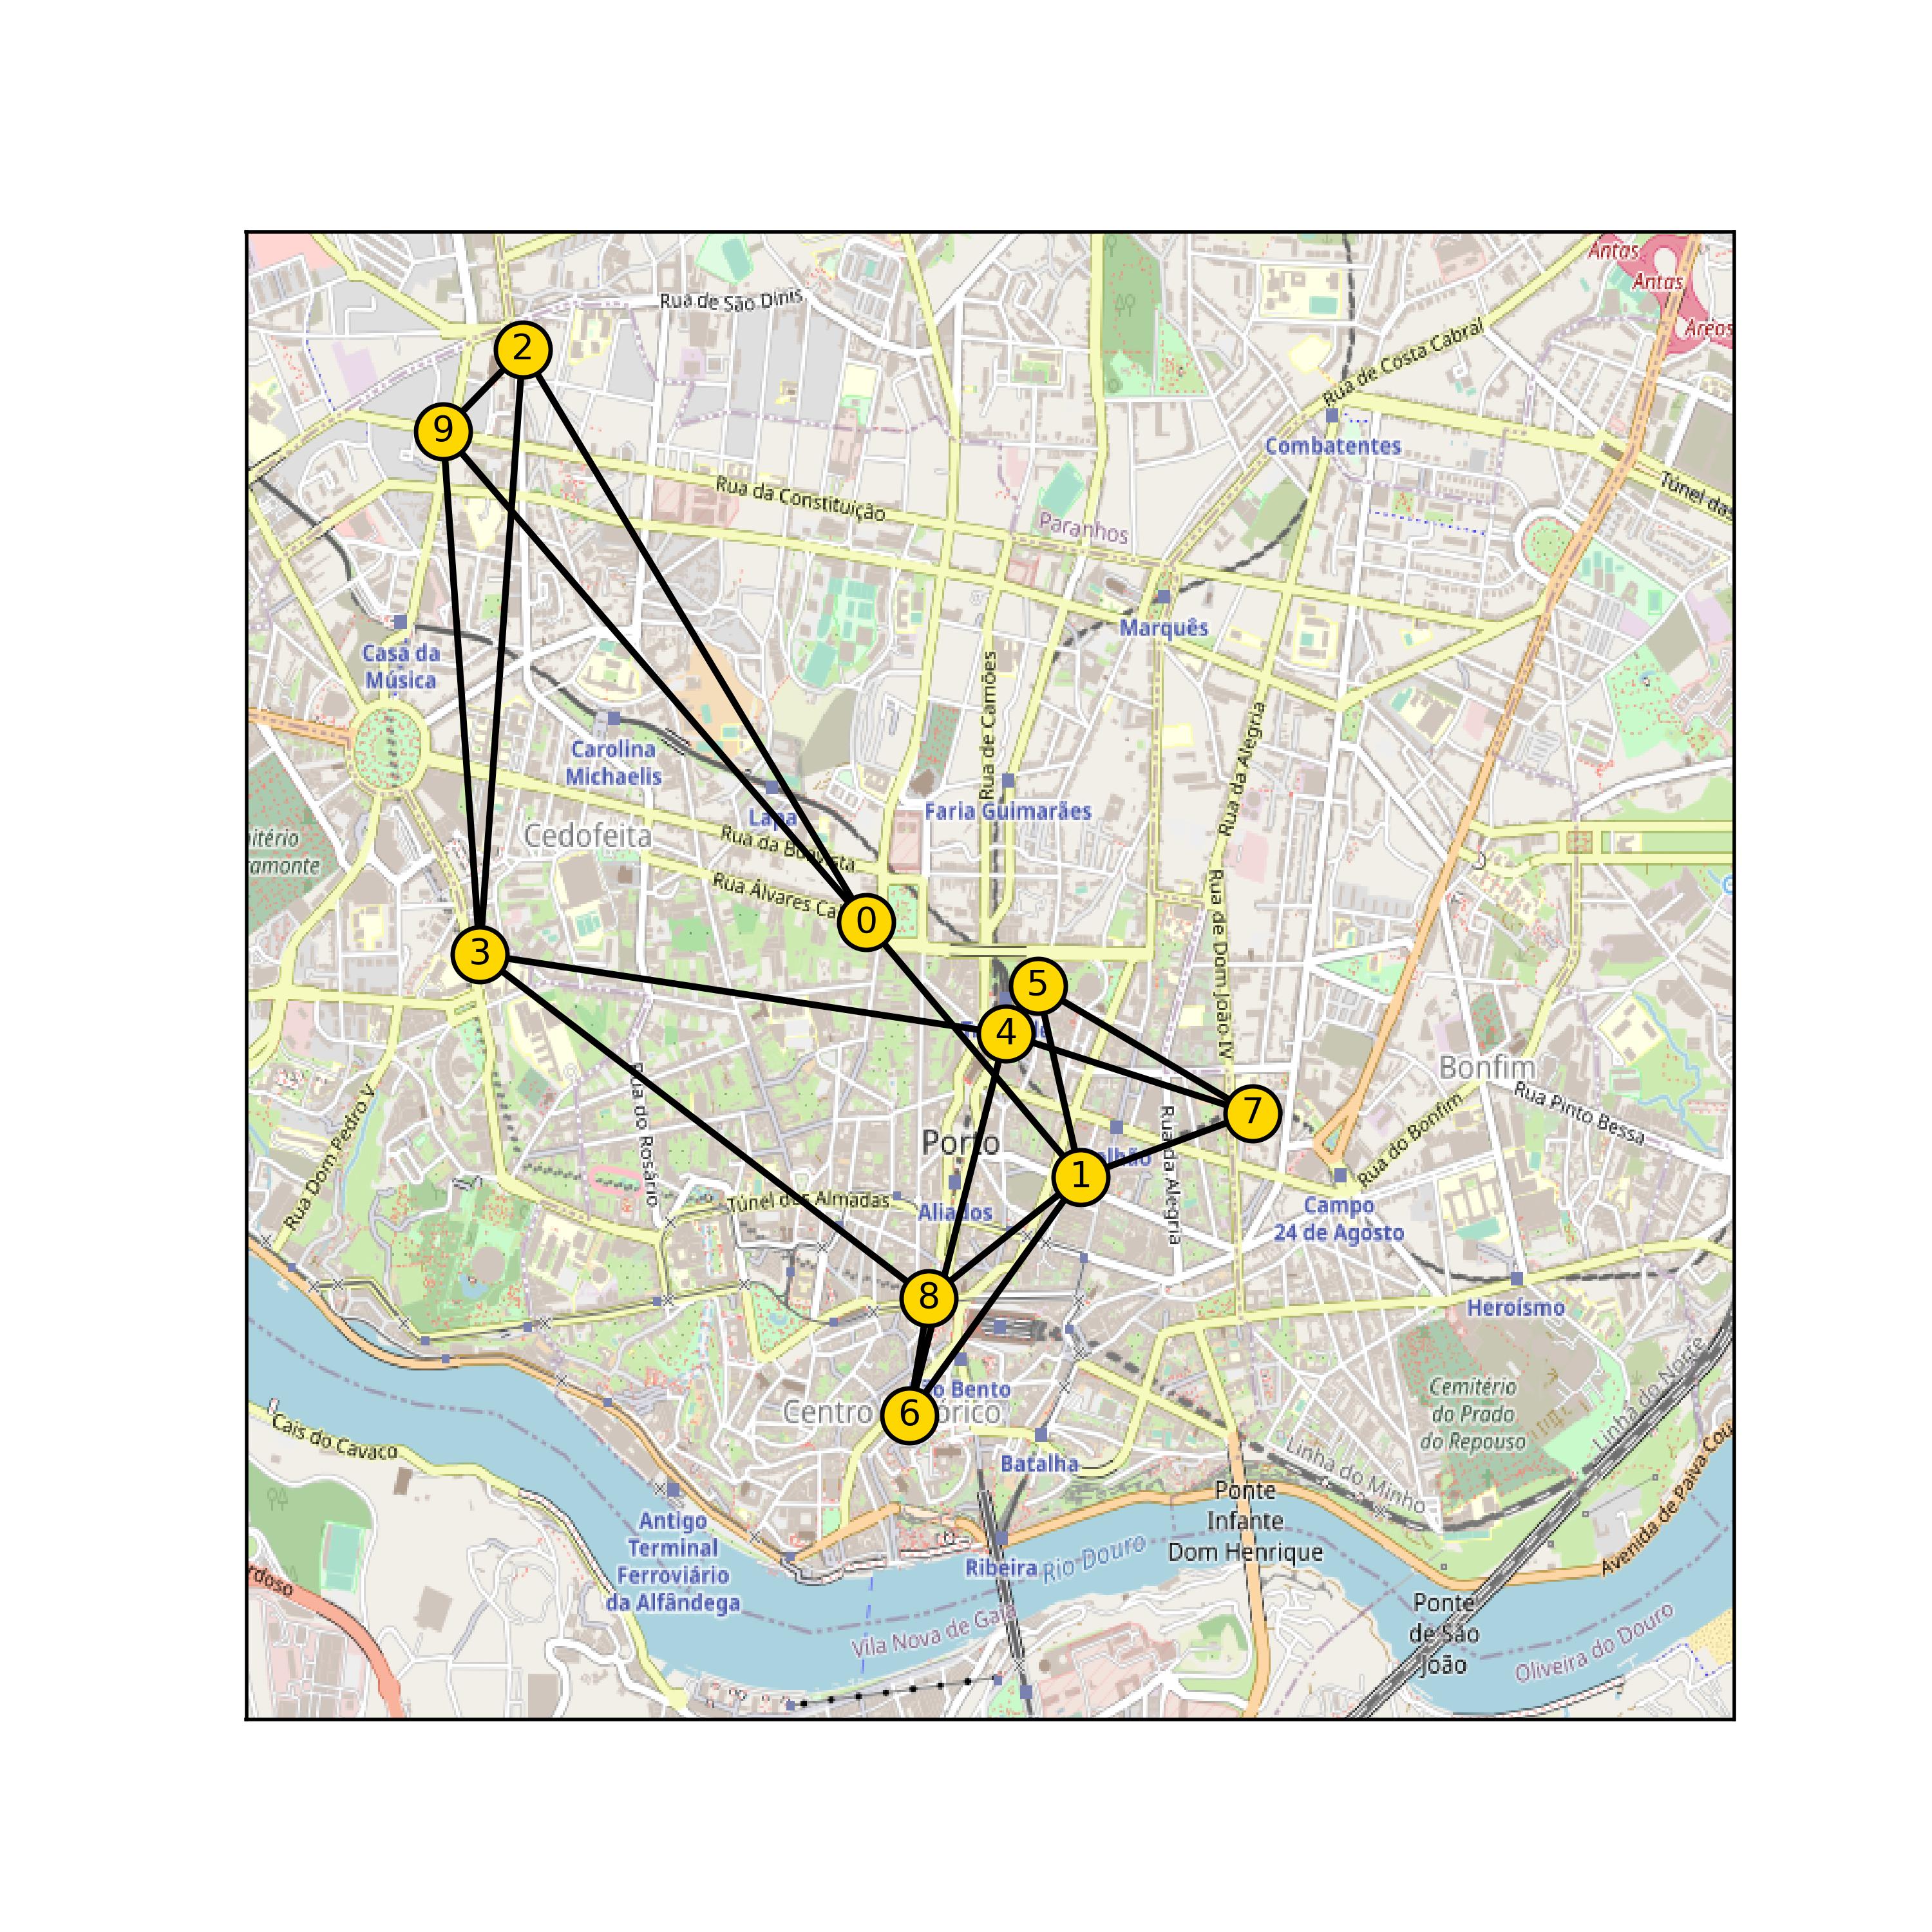 Antas
Antas
Rua de São Dinis
Areos
Rua de Costa Cabral
2
9
Combatentes
Rua da Constituição
Túnel das
Paranhos
Marquês
Casa da
Música
Rua de Camões
Rua da Alegria
Carolina
Michaelis
Faria Guimarães
Lapa
Rua da Boavista
Cedofeita
itério
amonte
Rua Álvares Ca
0
Rua de Dom João IV
3
5
4
Bonfim
Rua Dom Pedro V
Rua do Rosário
7
Rua Pinto Bessa
Rua da Alegria
Rua do Bonfim
Porto
lhão
1
Túnel dos Almadas
Aliados
Campo
24 de Agosto
8
Heroísmo
Linha do Norte
o Bento
Centro
órico
6
Cemitério
do Prado
do Repouso
Cais do Cavaco
Batalha
Linha do Minho
Avenida de Paiva Cou
Ponte
Infante
Dom Henrique
Antigo
Terminal
Ferroviário
da Alfândega
Ribeira
Rio Douro
rdoso
Vila Nova de Gaia
Ponte
de São
João
Oliveira do Douro